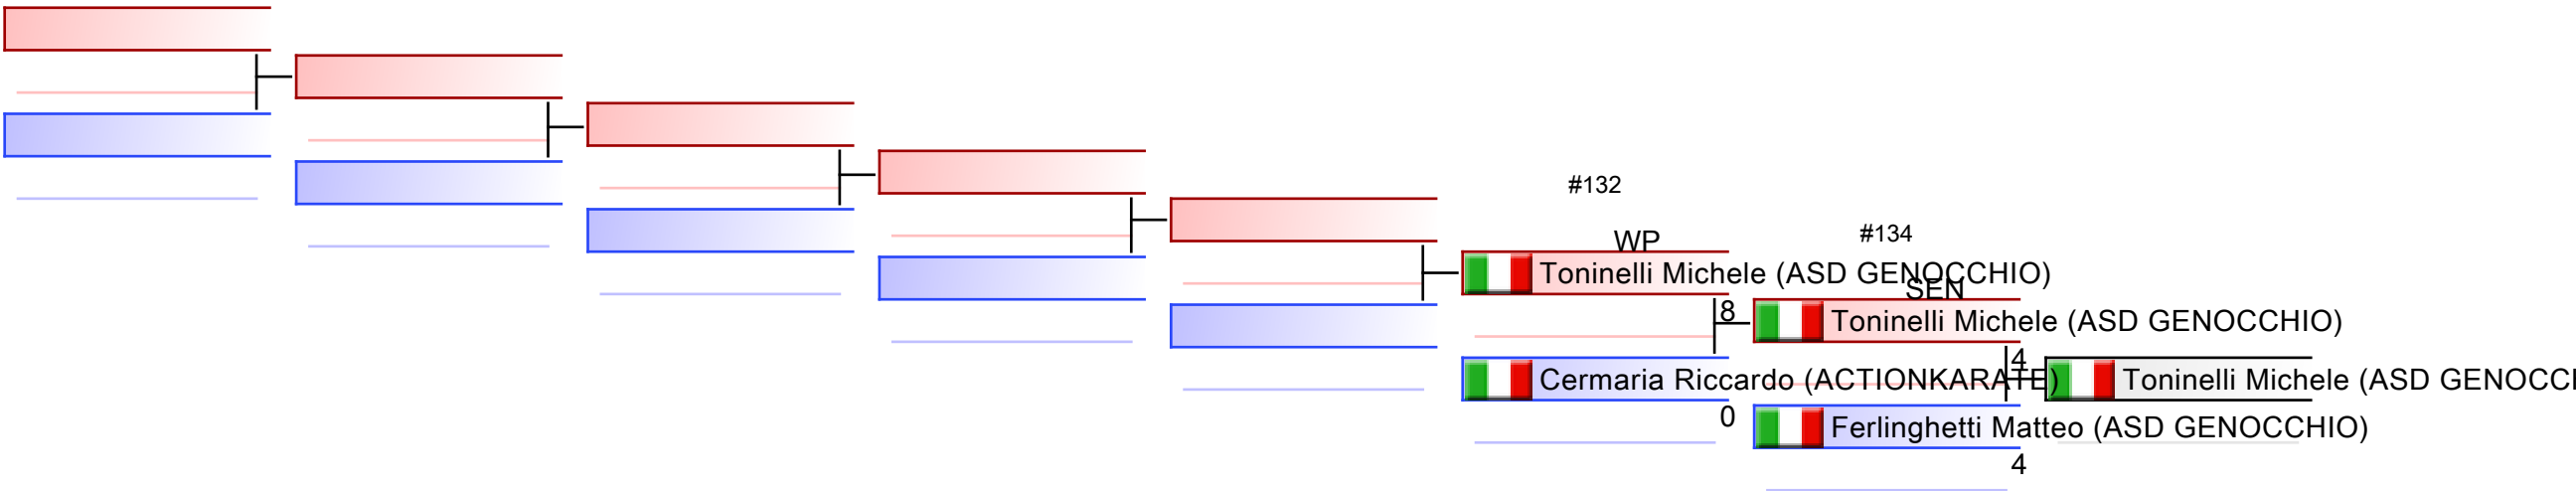 #132
WP
Toninelli Michele (ASD GENOCCHIO)
8
Cermaria Riccardo (ACTIONKARATE)
0
#134
SEN
Toninelli Michele (ASD GENOCCHIO)
4
Ferlinghetti Matteo (ASD GENOCCHIO)
4
Toninelli Michele (ASD GENOCC